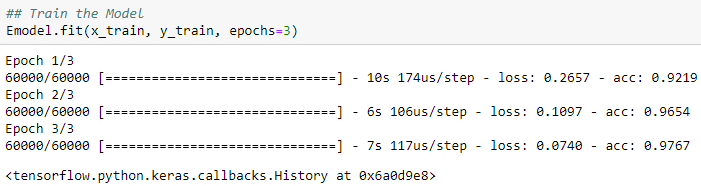 ## Train the Model
Emodel.fit(x_train, y_train, epochs=3)
Epoch 1/3
60000/60000 [==============================] - 10s 174us/step - loss: 0.2657 - acc: 0.9219
Epoch 2/3
60000/60000 [==============================] - 6s 106us/step - loss: 0.1097 - acc: 0.9654
Epoch 3/3
60000/60000 [==============================] - 7s 117us/step - loss: 0.0740 - acc: 0.9767
<tensorflow.python.keras.callbacks.History at 0x6a0d9e8>